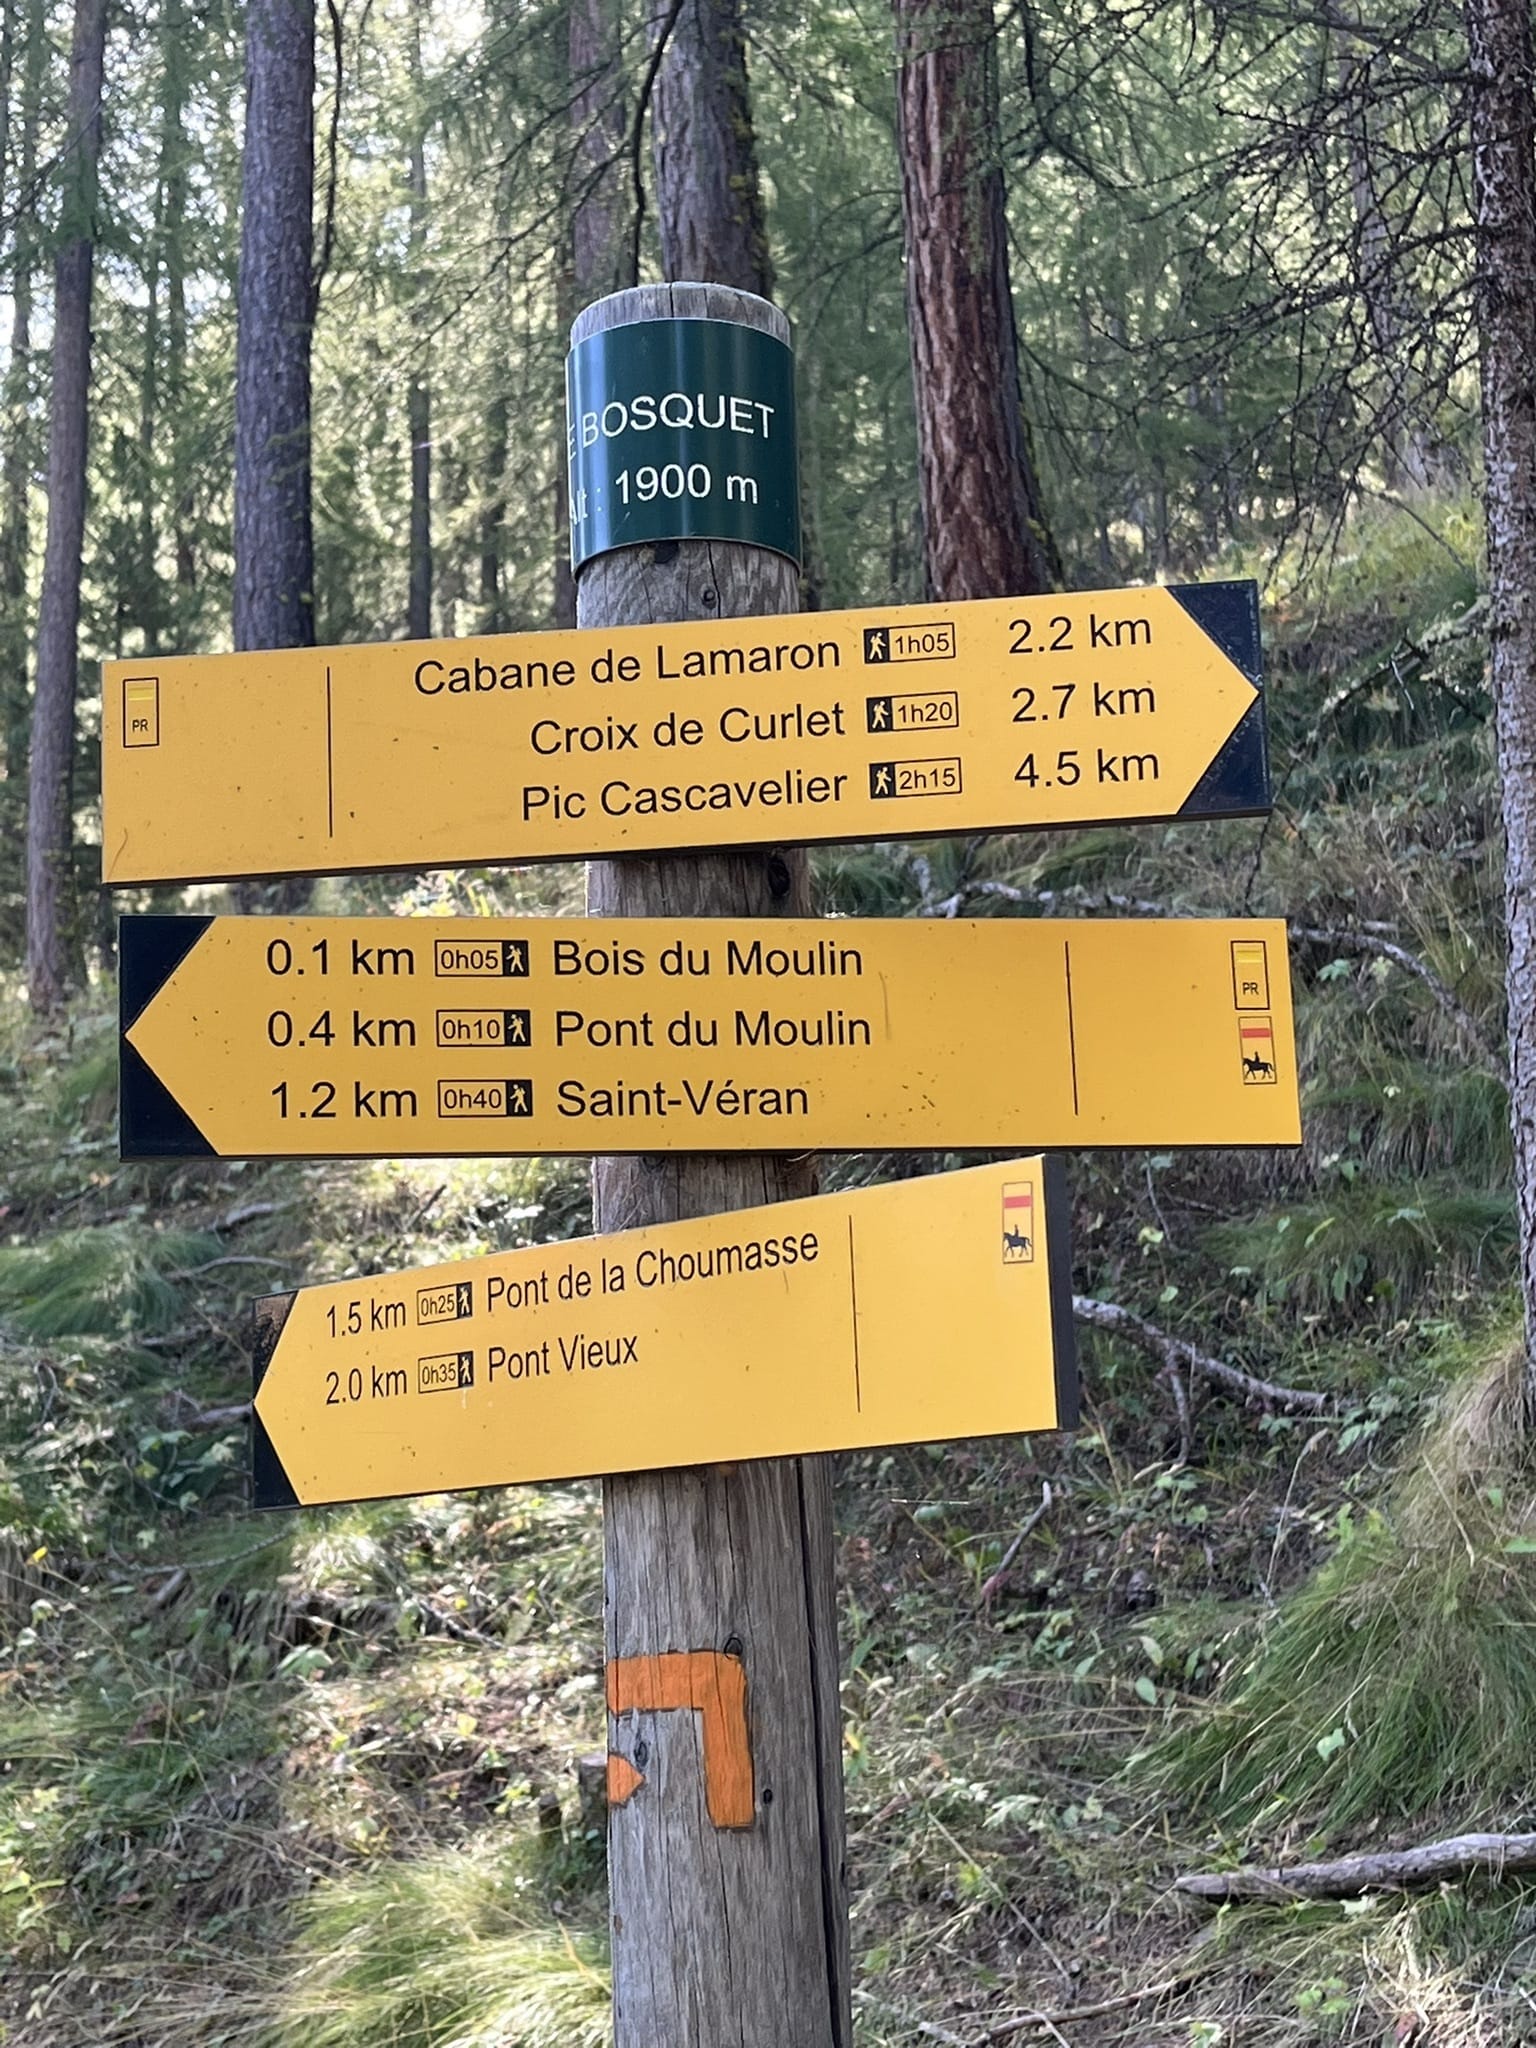 E BOSQUET
Alt : 1900 m
PR
Cabane de Lamaron 1h05 2.2 km
Croix de Curlet 1h20 2.7 km
Pic Cascavelier 2h15 4.5 km
0.1 km 0h05 Bois du Moulin
0.4 km 0h10 Pont du Moulin
1.2 km 0h40 Saint-Véran
PR
1.5 km 0h25 Pont de la Choumasse
2.0 km 0h35 Pont Vieux